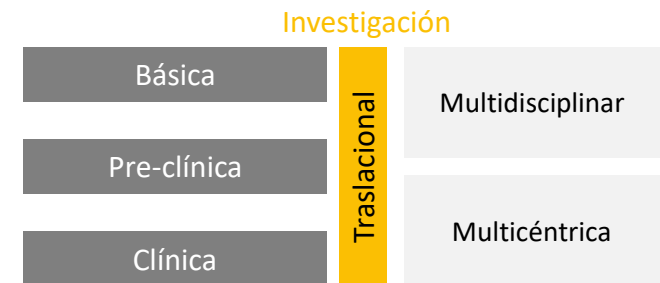 Investigación
Básica
Pre-clínica
Clínica
Traslacional
Multidisciplinar
Multicéntrica